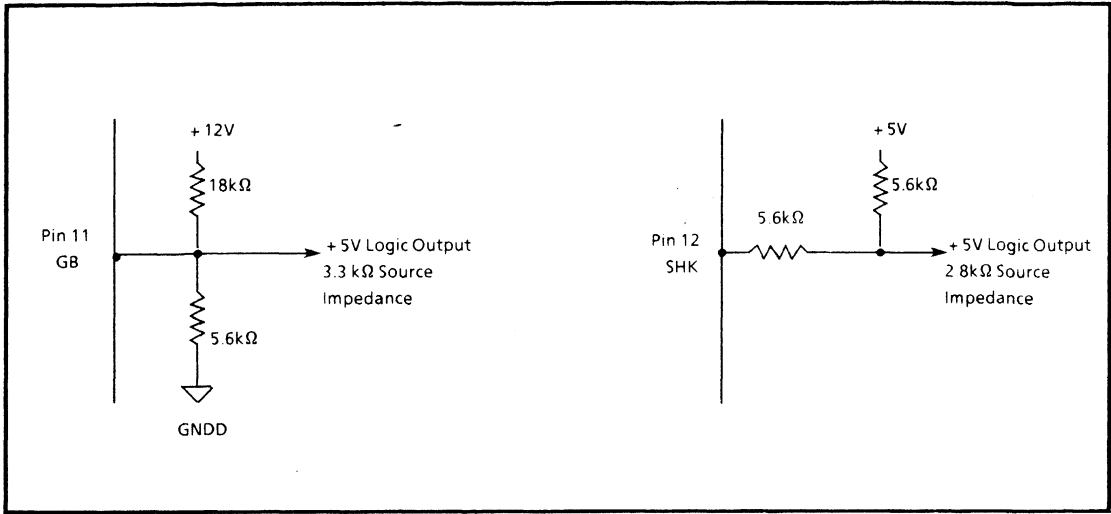 + 12V
18kΩ
Pin 11
GB
+ 5V Logic Output
3.3 kΩ Source
Impedance
5.6kΩ
GNDD
+ 5V
5.6kΩ
5.6kΩ
Pin 12
SHK
+ 5V Logic Output
2 8kΩ Source
Impedance